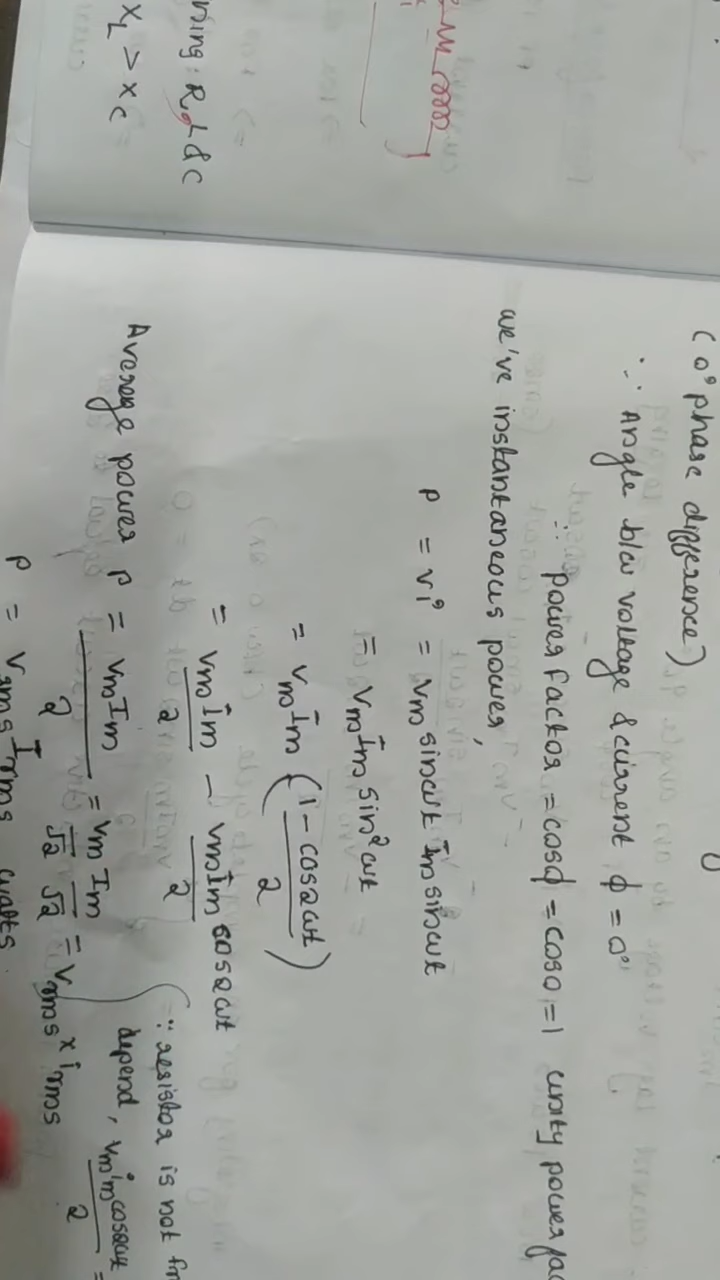 (0° phase difference)
∵ Angle b/w voltage & current ϕ = 0°
∴ power factor = cosϕ = cos0 = 1 unity power
we've instantaneous power,
P = vi = Vm sinωt Im sinωt
= Vm Im sin²ωt
= Vm Im (1 - cos2ωt / 2)
= Vm Im / 2 - Vm Im / 2 cos2ωt
Average power P = Vm Im / 2 = Vm / √2 Im / √2 = Vrms × Irms
(∵ resistor is not
depend, Vm Im cos2ωt / 2 =
P = Vrms Irms watts.
R L & C
XL > XC